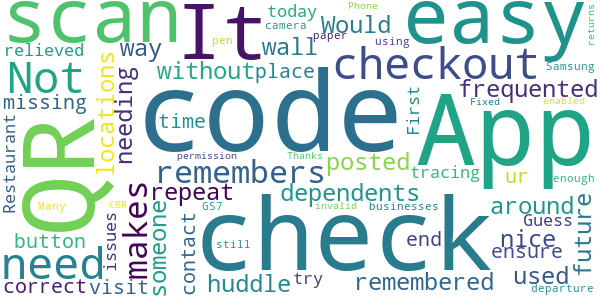 scan
It
easy
Phone
returns
today
camera
Would
relieved
way
pen
paper
using
wall
checkout
Samsung
Not
without
place
missing
locations
needing
code
time
First
frequented
Fixed
enabled
QR
Restaurant
App
permission
Thanks
remembers
posted
tracing
enough
makes
repeat
dependents
ur
Many
CBR
someone
contact
GS7
invalid
businesses
around
Guess
future
button
issues
still
check
end
nice
ensure
need
huddle
try
remembered
used
departure
correct
visit